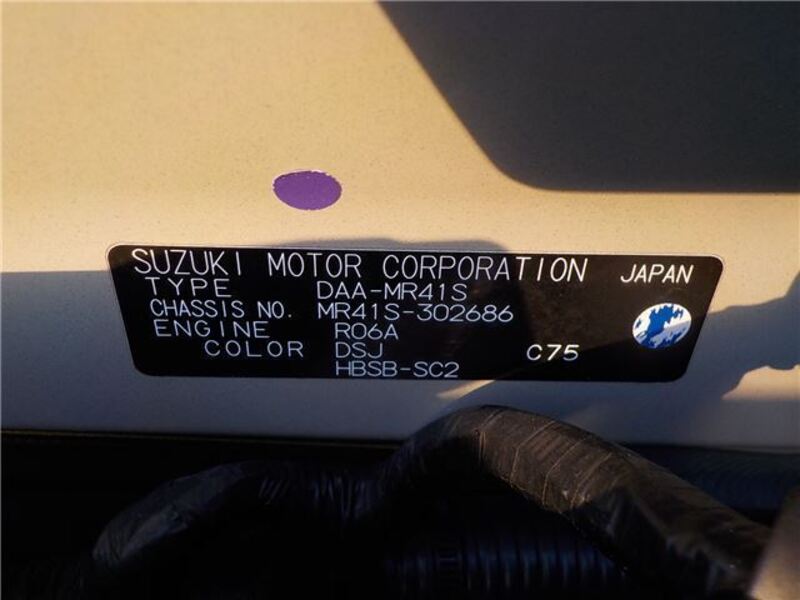 SUZUKI MOTOR CORPORATION JAPAN
TYPE DAA-MR41S
CHASSIS NO. MR41S-302686
ENGINE R06A
COLOR DSJ C75
HBSB-SC2